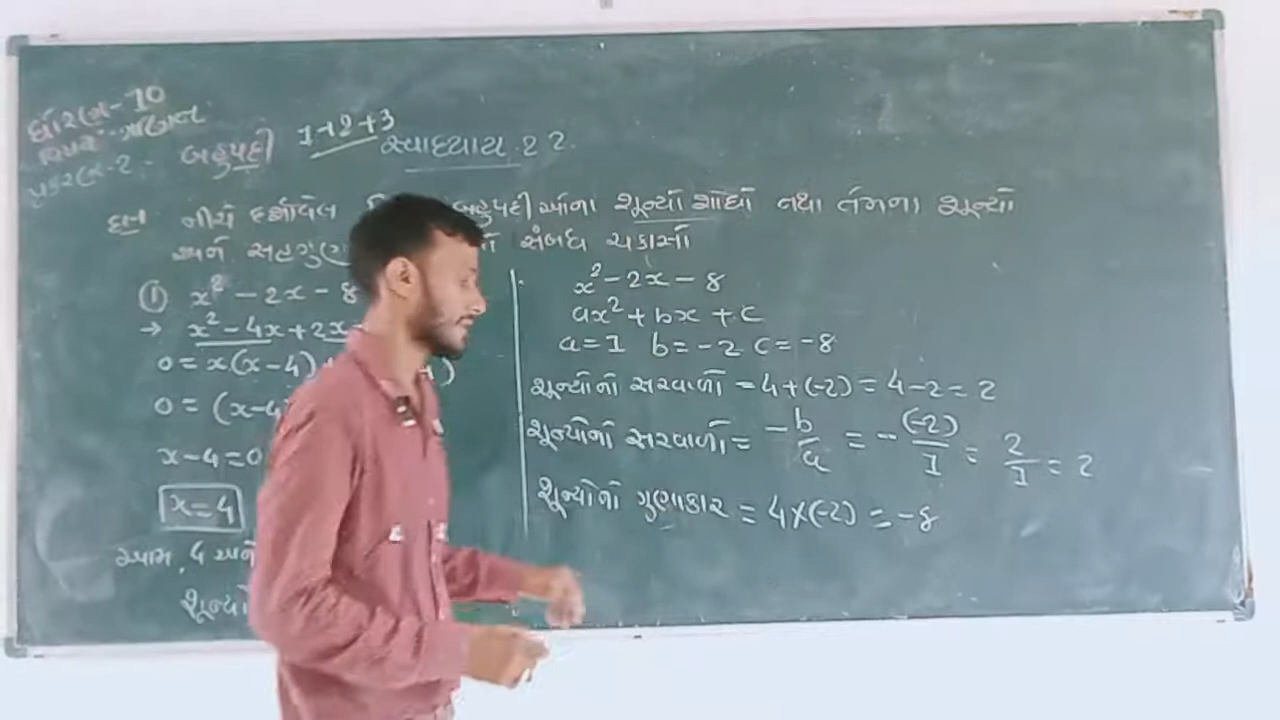 ધોરણ-10
વિષય-ગણિત
પ્રકરણ-2 - બહુપદી
1+2+3
સ્વાધ્યાય 2.2
નીચે દર્શાવેલ બહુપદીઓના શૂન્યો શોધો તથા તેમના શૂન્યો
અને સંબંધ ચકાસો
① x² - 2x - 8
→ x² - 4x + 2x
0 = x(x-4)
0 = (x-4
x-4=0
x=4
આમ, 4 અને
શૂન્યો
x² - 2x - 8
ax² + bx + c
a=1 b=-2 c=-8
શૂન્યોનો સરવાળો = 4+(-2) = 4-2 = 2
શૂન્યોનો સરવાળો = -b/a = -(-2)/1 = 2/1 = 2
શૂન્યોનો ગુણાકાર = 4×(-2) = -8